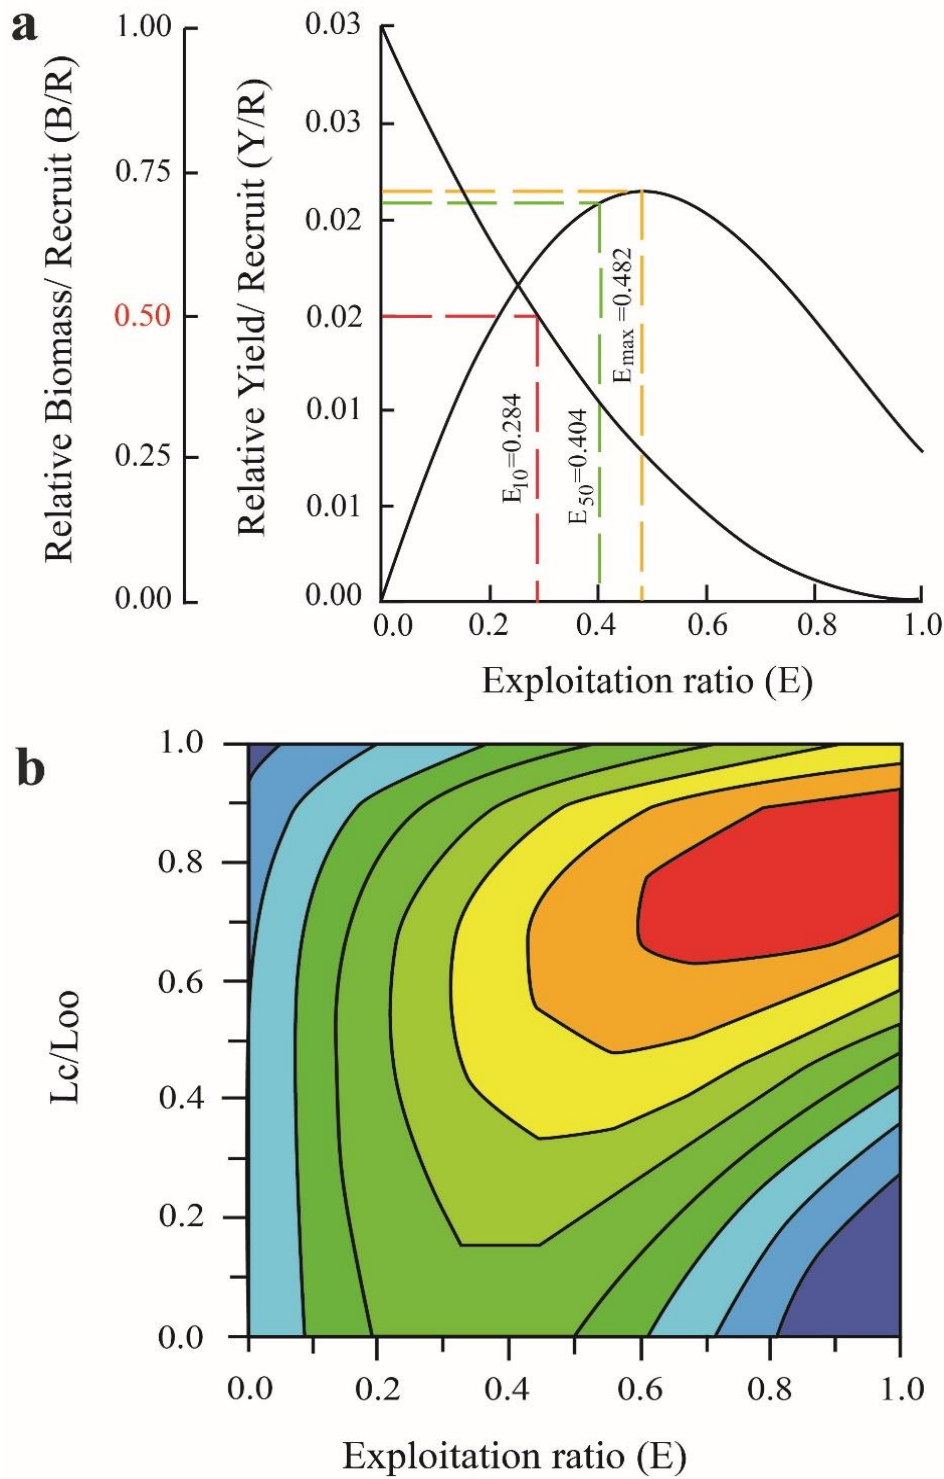 a
Relative Biomass/ Recruit (B/R)
1.00
0.75
0.50
0.25
0.00
Relative Yield/ Recruit (Y/R)
0.03
0.03
0.02
0.02
0.01
0.01
0.00
E10=0.284
E50=0.404
Emax=0.482
0.0 0.2 0.4 0.6 0.8 1.0
Exploitation ratio (E)
b
Lc/Loo
1.0
0.8
0.6
0.4
0.2
0.0
0.0 0.2 0.4 0.6 0.8 1.0
Exploitation ratio (E)